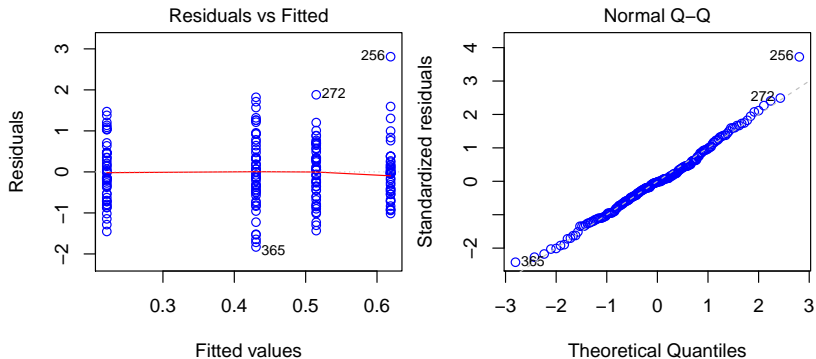 Residuals vs Fitted
Residuals
3
2
1
0
−1
−2
256
272
365
0.3 0.4 0.5 0.6
Fitted values
Normal Q−Q
Standardized residuals
4
3
2
1
0
−2
256
272
365
−3 −2 −1 0 1 2 3
Theoretical Quantiles